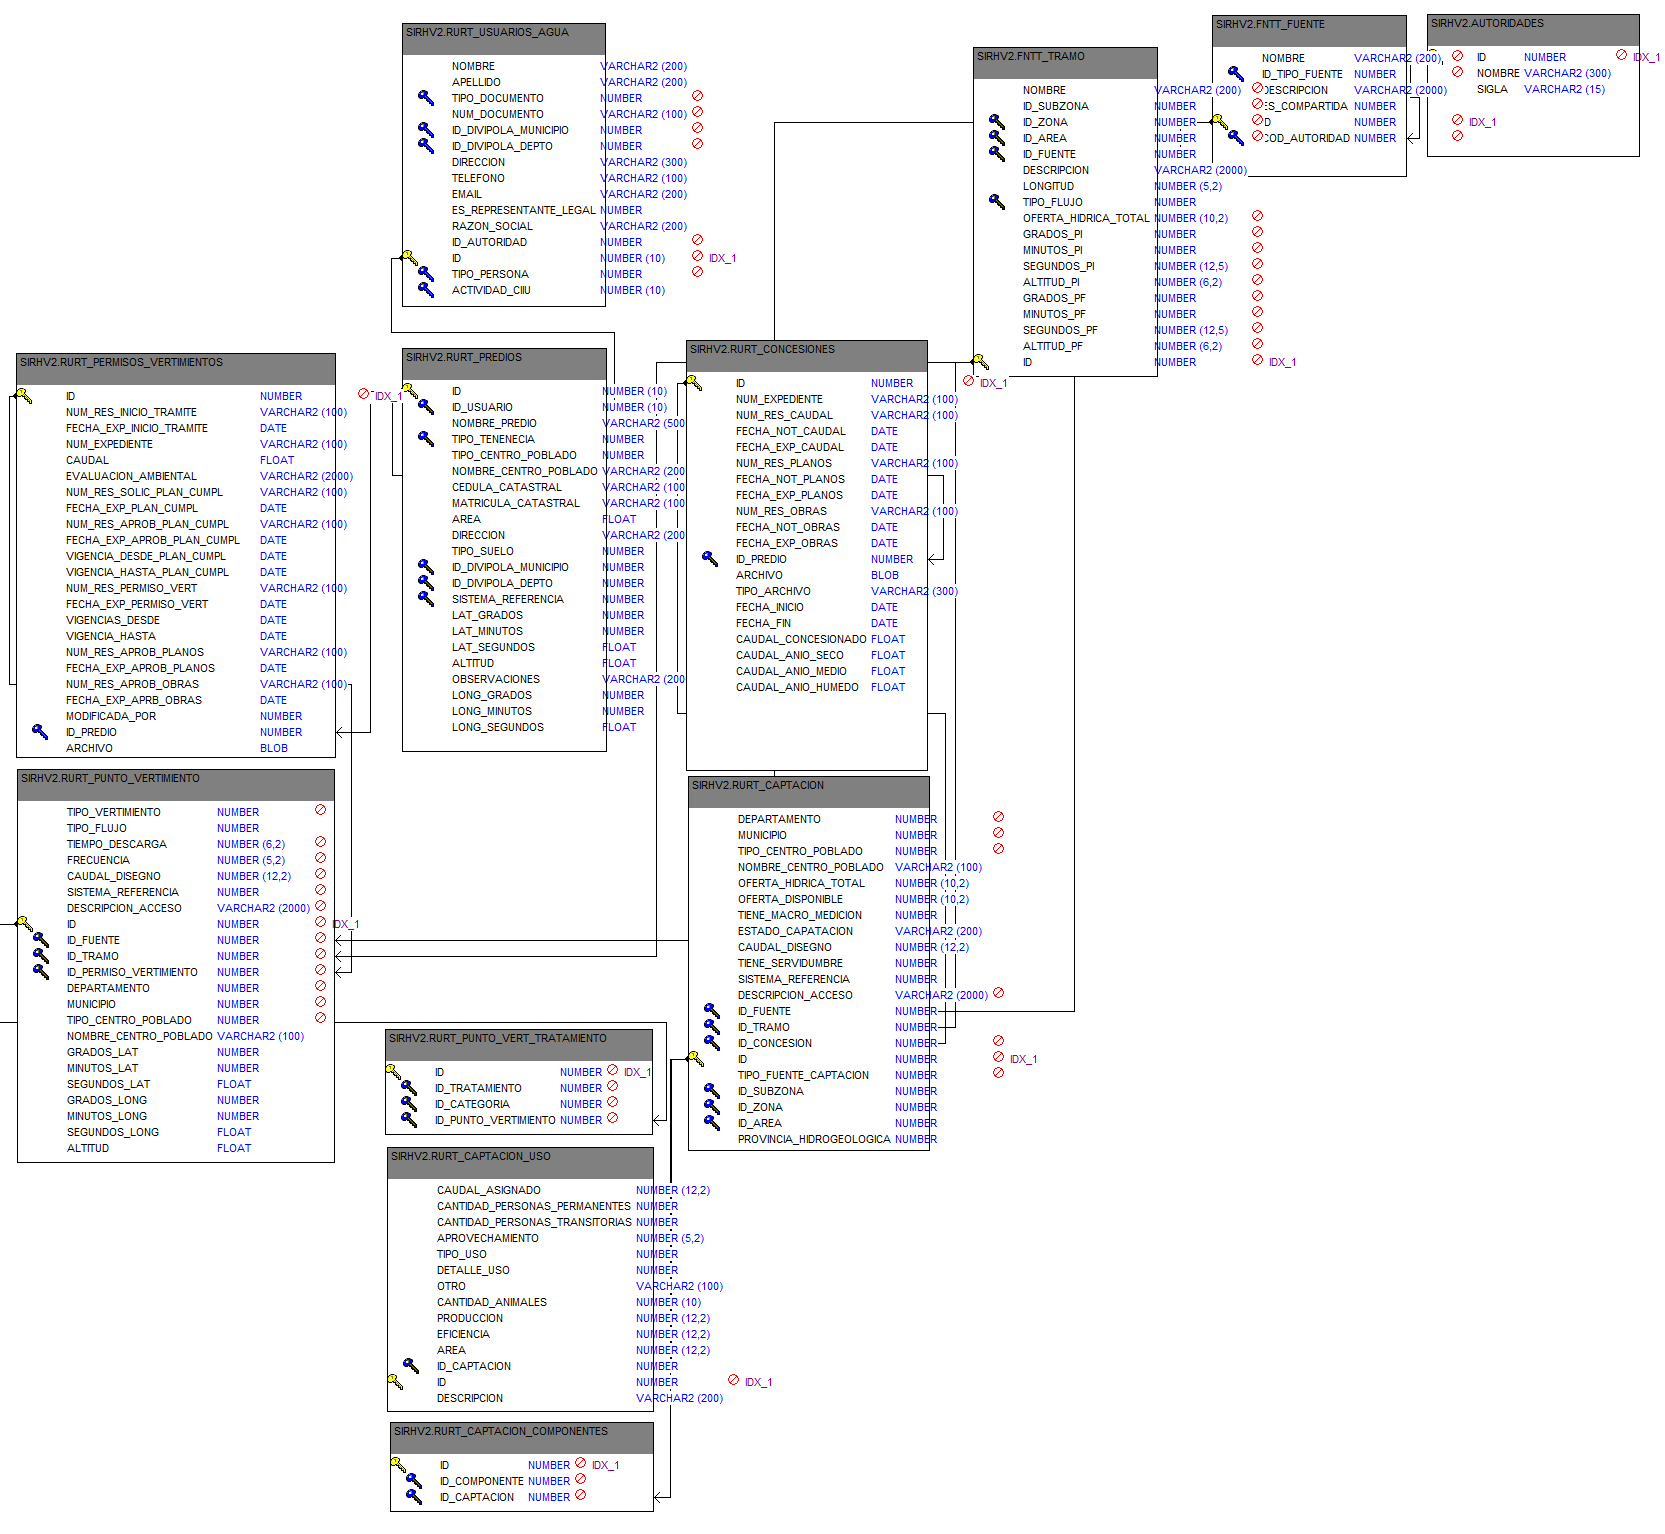 SIRHV2.RURT_USUARIOS_AGUA
NOMBRE VARCHAR2 (200)
APELLIDO VARCHAR2 (200)
TIPO_DOCUMENTO NUMBER
NUM_DOCUMENTO VARCHAR2 (100)
ID_DIVIPOLA_MUNICIPIO NUMBER
ID_DIVIPOLA_DEPTO NUMBER
DIRECCION VARCHAR2 (300)
TELEFONO VARCHAR2 (100)
EMAIL VARCHAR2 (200)
ES_REPRESENTANTE_LEGAL NUMBER
RAZON_SOCIAL VARCHAR2 (200)
ID_AUTORIDAD NUMBER
ID NUMBER (10) IDX_1
TIPO_PERSONA NUMBER
ACTIVIDAD_CIIU NUMBER (10)
SIRHV2.FNTT_TRAMO
NOMBRE VARCHAR2 (200)
ID_SUBZONA NUMBER
ID_ZONA NUMBER
ID_AREA NUMBER
ID_FUENTE NUMBER
DESCRIPCION VARCHAR2 (2000)
LONGITUD NUMBER (5,2)
TIPO_FLUJO NUMBER
OFERTA_HIDRICA_TOTAL NUMBER (10,2)
GRADOS_PI NUMBER
MINUTOS_PI NUMBER
SEGUNDOS_PI NUMBER (12,5)
ALTITUD_PI NUMBER (6,2)
GRADOS_PF NUMBER
MINUTOS_PF NUMBER
SEGUNDOS_PF NUMBER (12,5)
ALTITUD_PF NUMBER (6,2)
ID NUMBER IDX_1
SIRHV2.FNTT_FUENTE
NOMBRE VARCHAR2 (200)
ID_TIPO_FUENTE NUMBER
DESCRIPCION VARCHAR2 (2000)
ES_COMPARTIDA NUMBER
ID NUMBER IDX_1
COD_AUTORIDAD NUMBER
SIRHV2.AUTORIDADES
ID NUMBER IDX_1
NOMBRE VARCHAR2 (300)
SIGLA VARCHAR2 (15)
SIRHV2.RURT_PERMISOS_VERTIMIENTOS
ID NUMBER IDX_1
NUM_RES_INICIO_TRAMITE VARCHAR2 (100)
FECHA_EXP_INICIO_TRAMITE DATE
NUM_EXPEDIENTE VARCHAR2 (100)
CAUDAL FLOAT
EVALUACION_AMBIENTAL VARCHAR2 (2000)
NUM_RES_SOLIC_PLAN_CUMPL VARCHAR2 (100)
FECHA_EXP_PLAN_CUMPL DATE
NUM_RES_APROB_PLAN_CUMPL VARCHAR2 (100)
FECHA_EXP_APROB_PLAN_CUMPL DATE
VIGENCIA_DESDE_PLAN_CUMPL DATE
VIGENCIA_HASTA_PLAN_CUMPL DATE
NUM_RES_PERMISO_VERT VARCHAR2 (100)
FECHA_EXP_PERMISO_VERT DATE
VIGENCIAS_DESDE DATE
VIGENCIA_HASTA DATE
NUM_RES_APROB_PLANOS VARCHAR2 (100)
FECHA_EXP_APROB_PLANOS DATE
NUM_RES_APROB_OBRAS VARCHAR2 (100)
FECHA_EXP_APRB_OBRAS DATE
MODIFICADA_POR NUMBER
ID_PREDIO NUMBER
ARCHIVO BLOB
SIRHV2.RURT_PREDIOS
ID NUMBER (10)
ID_USUARIO NUMBER (10)
NOMBRE_PREDIO VARCHAR2 (500
TIPO_TENENECIA NUMBER
TIPO_CENTRO_POBLADO NUMBER
NOMBRE_CENTRO_POBLADO VARCHAR2 (200
CEDULA_CATASTRAL VARCHAR2 (100
MATRICULA_CATASTRAL VARCHAR2 (100
AREA FLOAT
DIRECCION VARCHAR2 (200
TIPO_SUELO NUMBER
ID_DIVIPOLA_MUNICIPIO NUMBER
ID_DIVIPOLA_DEPTO NUMBER
SISTEMA_REFERENCIA NUMBER
LAT_GRADOS NUMBER
LAT_MINUTOS NUMBER
LAT_SEGUNDOS FLOAT
ALTITUD FLOAT
OBSERVACIONES VARCHAR2 (200
LONG_GRADOS NUMBER
LONG_MINUTOS NUMBER
LONG_SEGUNDOS FLOAT
SIRHV2.RURT_CONCESIONES
ID NUMBER IDX_1
NUM_EXPEDIENTE VARCHAR2 (100)
NUM_RES_CAUDAL VARCHAR2 (100)
FECHA_NOT_CAUDAL DATE
FECHA_EXP_CAUDAL DATE
NUM_RES_PLANOS VARCHAR2 (100)
FECHA_NOT_PLANOS DATE
FECHA_EXP_PLANOS DATE
NUM_RES_OBRAS VARCHAR2 (100)
FECHA_NOT_OBRAS DATE
FECHA_EXP_OBRAS DATE
ID_PREDIO NUMBER
ARCHIVO BLOB
TIPO_ARCHIVO VARCHAR2 (300)
FECHA_INICIO DATE
FECHA_FIN DATE
CAUDAL_CONCESIONADO FLOAT
CAUDAL_ANIO_SECO FLOAT
CAUDAL_ANIO_MEDIO FLOAT
CAUDAL_ANIO_HUMEDO FLOAT
SIRHV2.RURT_PUNTO_VERTIMIENTO
TIPO_VERTIMIENTO NUMBER
TIPO_FLUJO NUMBER
TIEMPO_DESCARGA NUMBER (6,2)
FRECUENCIA NUMBER (5,2)
CAUDAL_DISEGNO NUMBER (12,2)
SISTEMA_REFERENCIA NUMBER
DESCRIPCION_ACCESO VARCHAR2 (2000)
ID NUMBER IDX_1
ID_FUENTE NUMBER
ID_TRAMO NUMBER
ID_PERMISO_VERTIMIENTO NUMBER
DEPARTAMENTO NUMBER
MUNICIPIO NUMBER
TIPO_CENTRO_POBLADO NUMBER
NOMBRE_CENTRO_POBLADO VARCHAR2 (100)
GRADOS_LAT NUMBER
MINUTOS_LAT NUMBER
SEGUNDOS_LAT FLOAT
GRADOS_LONG NUMBER
MINUTOS_LONG NUMBER
SEGUNDOS_LONG FLOAT
ALTITUD FLOAT
SIRHV2.RURT_CAPTACION
DEPARTAMENTO NUMBER
MUNICIPIO NUMBER
TIPO_CENTRO_POBLADO NUMBER
NOMBRE_CENTRO_POBLADO VARCHAR2 (100)
OFERTA_HIDRICA_TOTAL NUMBER (10,2)
OFERTA_DISPONIBLE NUMBER (10,2)
TIENE_MACRO_MEDICION NUMBER
ESTADO_CAPATACION VARCHAR2 (200)
CAUDAL_DISEGNO NUMBER (12,2)
TIENE_SERVIDUMBRE NUMBER
SISTEMA_REFERENCIA NUMBER
DESCRIPCION_ACCESO VARCHAR2 (2000)
ID_FUENTE NUMBER
ID_TRAMO NUMBER
ID_CONCESION NUMBER
ID NUMBER IDX_1
TIPO_FUENTE_CAPTACION NUMBER
ID_SUBZONA NUMBER
ID_ZONA NUMBER
ID_AREA NUMBER
PROVINCIA_HIDROGEOLOGICA NUMBER
SIRHV2.RURT_PUNTO_VERT_TRATAMIENTO
ID NUMBER IDX_1
ID_TRATAMIENTO NUMBER
ID_CATEGORIA NUMBER
ID_PUNTO_VERTIMIENTO NUMBER
SIRHV2.RURT_CAPTACION_USO
CAUDAL_ASIGNADO NUMBER (12,2)
CANTIDAD_PERSONAS_PERMANENTES NUMBER
CANTIDAD_PERSONAS_TRANSITORIAS NUMBER
APROVECHAMIENTO NUMBER (5,2)
TIPO_USO NUMBER
DETALLE_USO NUMBER
OTRO VARCHAR2 (100)
CANTIDAD_ANIMALES NUMBER (10)
PRODUCCION NUMBER (12,2)
EFICIENCIA NUMBER (12,2)
AREA NUMBER (12,2)
ID_CAPTACION NUMBER
ID NUMBER IDX_1
DESCRIPCION VARCHAR2 (200)
SIRHV2.RURT_CAPTACION_COMPONENTES
ID NUMBER IDX_1
ID_COMPONENTE NUMBER
ID_CAPTACION NUMBER